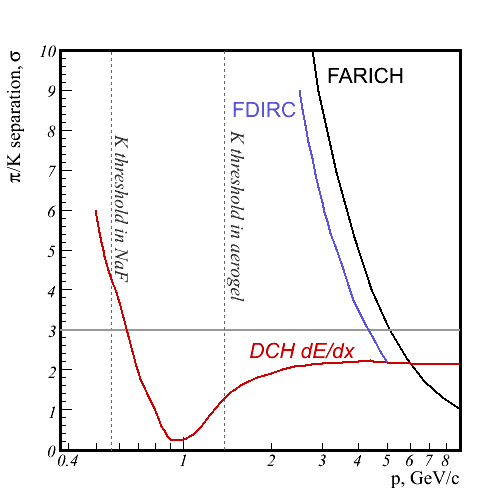 π/K separation, σ
10
9
8
7
6
5
4
3
2
1
0
FARICH
FDIRC
K threshold in NaF
K threshold in aerogel
DCH dE/dx
0.4 1 2 3 4 5 6 7 8
p, GeV/c